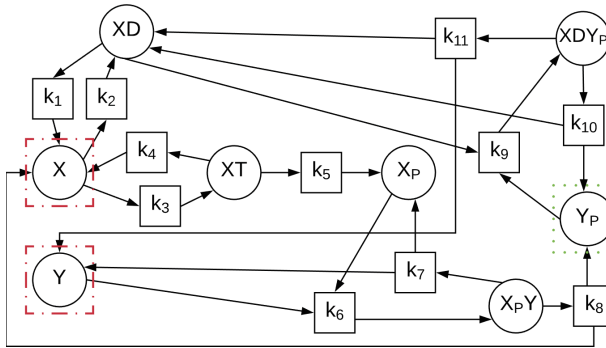 XD
k₁₁
XDYₚ
k₁
k₂
k₁₀
k₄
k₉
X
XT
k₅
Xₚ
k₃
Yₚ
Y
k₇
k₆
XₚY
k₈